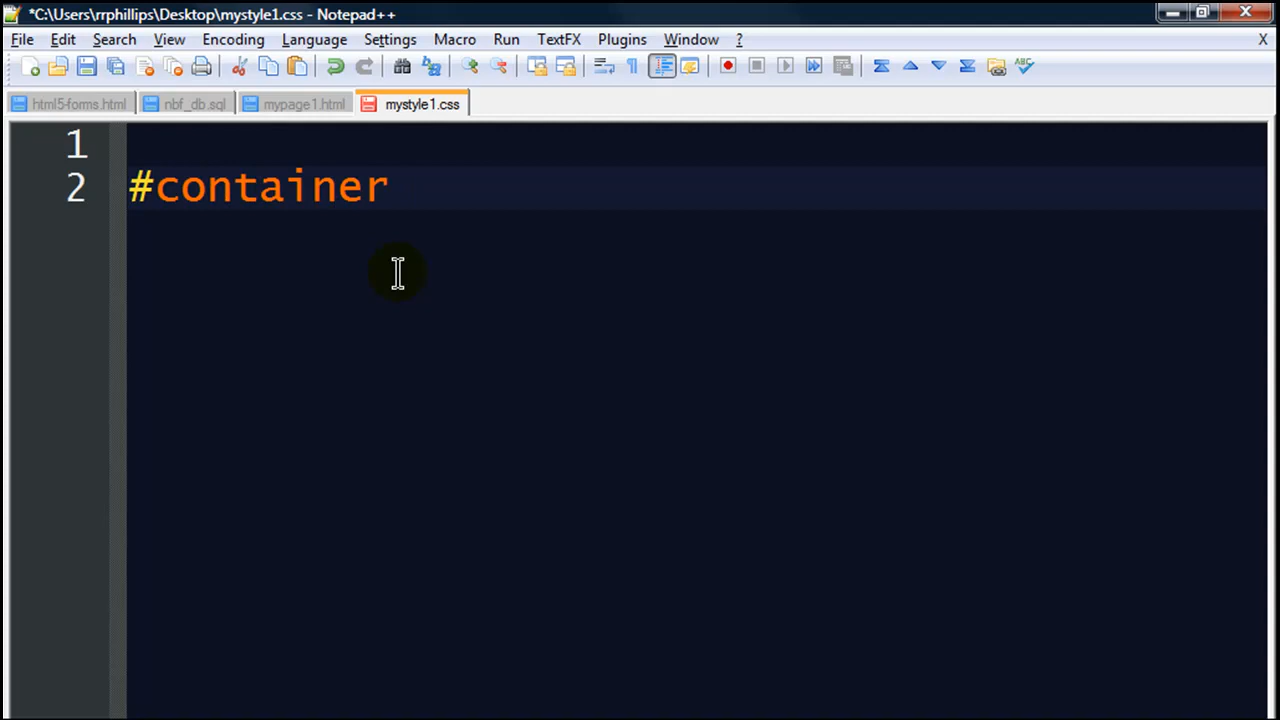 *C:\Users\rrphillips\Desktop\mystyle1.css - Notepad++
File Edit Search View Encoding Language Settings Macro Run TextFX Plugins Window ? X
html5-forms.html nbf_db.sql mypage1.html mystyle1.css
1
2 #container